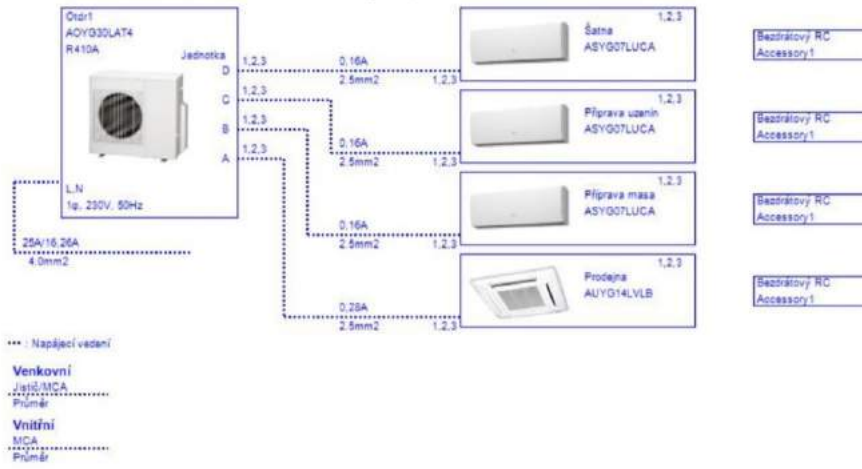 Otdr1
AOYG30LAT4
R410A
Jednotka
D
1,2,3
C
1,2,3
B
1,2,3
A
1,2,3
L,N
1φ, 230V, 50Hz
25A/16,26A
4.0mm2
0,16A
2.5mm2
1,2,3
1,2,3
Šatna
ASYG07LUCA
Bezdrátový RC
Accessory1
0,16A
2.5mm2
1,2,3
1,2,3
Příprava uzenin
ASYG07LUCA
Bezdrátový RC
Accessory1
0,16A
2.5mm2
1,2,3
1,2,3
Příprava masa
ASYG07LUCA
Bezdrátový RC
Accessory1
0,28A
2.5mm2
1,2,3
1,2,3
Prodejna
AUYG14LVLB
Bezdrátový RC
Accessory1
: Napájecí vedení
Venkovní
Jistič/MCA
Průměr
Vnitřní
MCA
Průměr